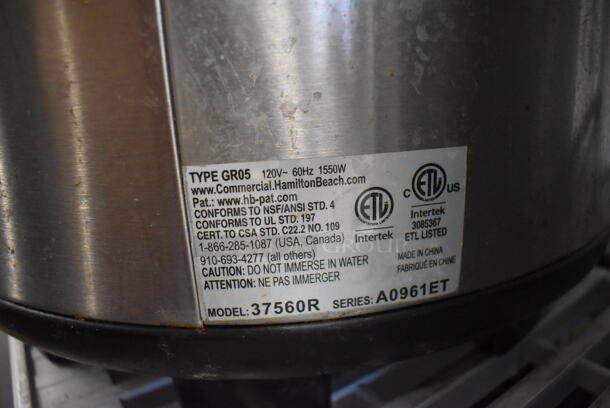 TYPE GR05 120V~ 60Hz 1550W
www.Commercial.HamiltonBeach.com
Pat.: www.hb-pat.com
CONFORMS TO NSF/ANSI STD. 4
CONFORMS TO UL STD. 197
CERT. TO CSA STD. C22.2 NO. 109
1-866-285-1087 (USA, Canada)
910-693-4277 (all others)
CAUTION: DO NOT IMMERSE IN WATER
ATTENTION: NE PAS IMMERGER
MODEL: 37560R SERIES: A0961ET
ETL
Intertek
C ETL US
Intertek
3085367
ETL LISTED
MADE IN CHINA
FABRIQUÉ EN CHINE